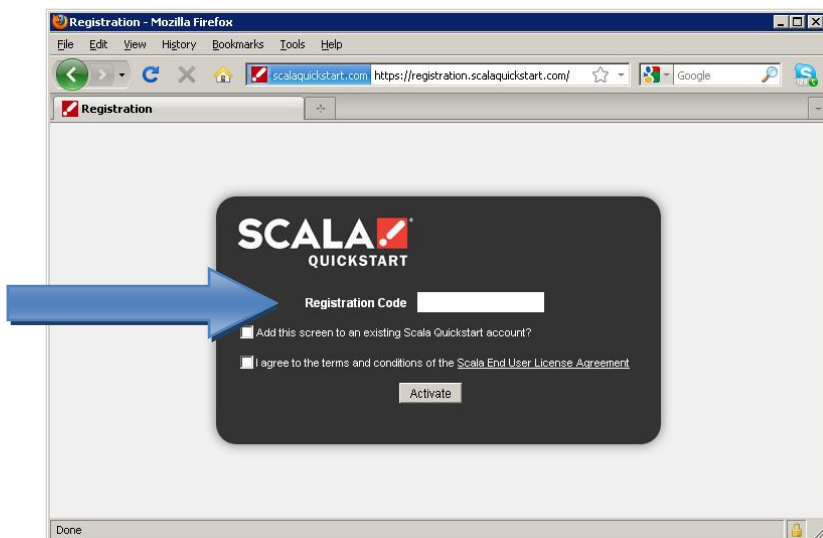 Registration - Mozilla Firefox
File Edit View History Bookmarks Tools Help
scalaquickstart.com https://registration.scalaquickstart.com/ Google
Registration
SCALA
QUICKSTART
Registration Code
Add this screen to an existing Scala Quickstart account?
I agree to the terms and conditions of the Scala End User License Agreement
Activate
Done